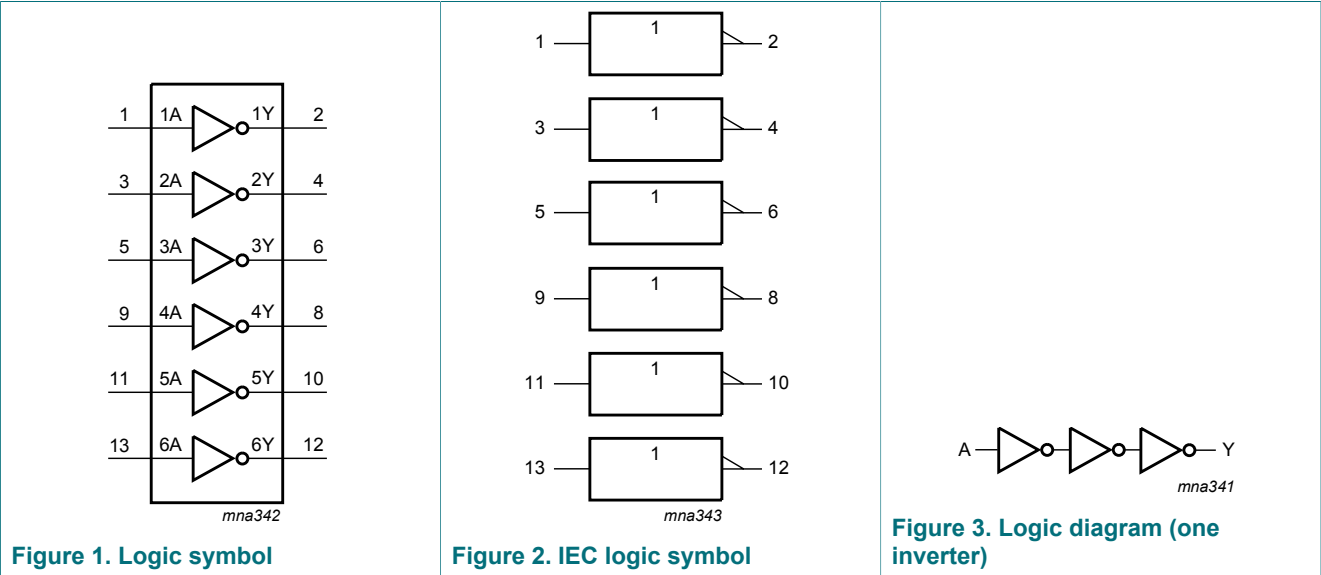 1 1A 1Y 2
3 2A 2Y 4
5 3A 3Y 6
9 4A 4Y 8
11 5A 5Y 10
13 6A 6Y 12
mna342
Figure 1. Logic symbol
1
1 2
1
3 4
1
5 6
1
9 8
1
11 10
1
13 12
mna343
Figure 2. IEC logic symbol
A Y
mna341
Figure 3. Logic diagram (one
inverter)